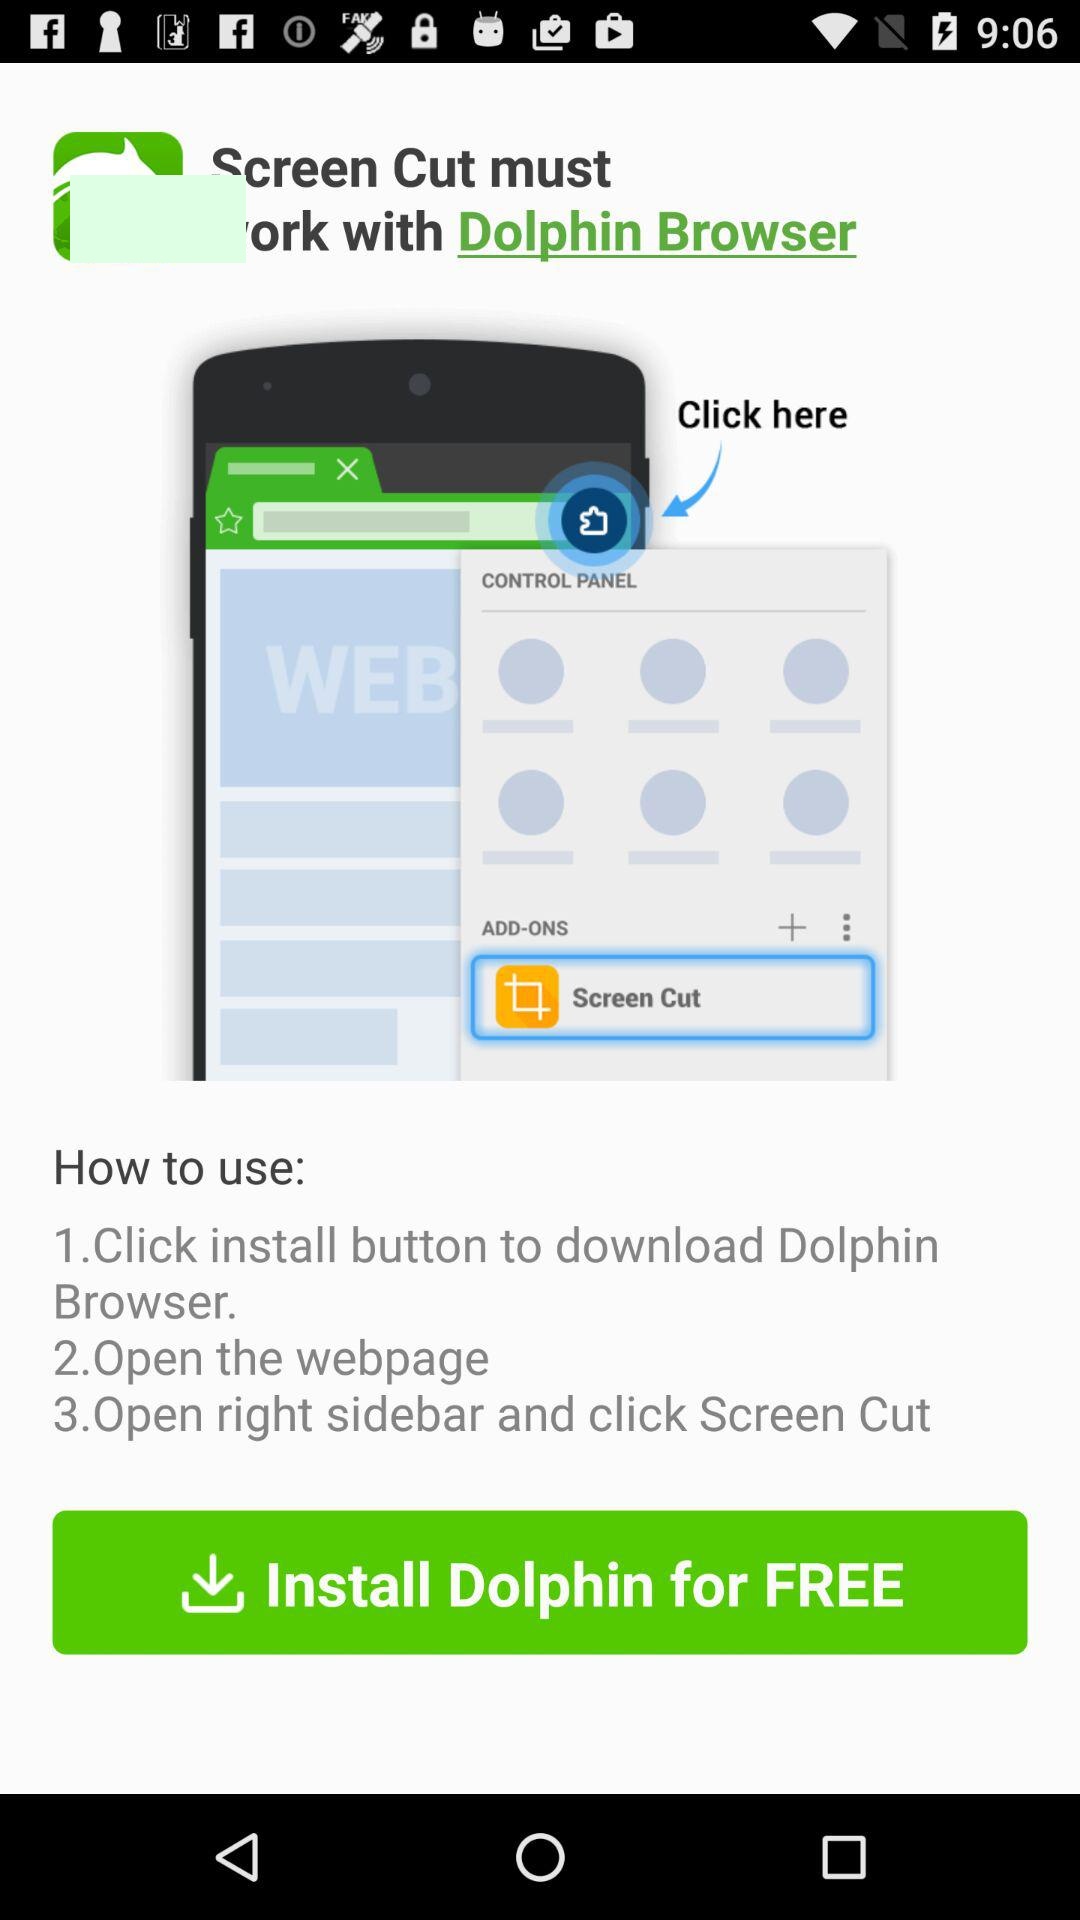 FAKE
9:06
Screen Cut must
with Dolphin Browser
Click here
CONTROL PANEL
WEB
ADD-ONS
Screen Cut
How to use:
1.Click install button to download Dolphin
Browser.
2.Open the webpage
3.Open right sidebar and click Screen Cut
Install Dolphin for FREE